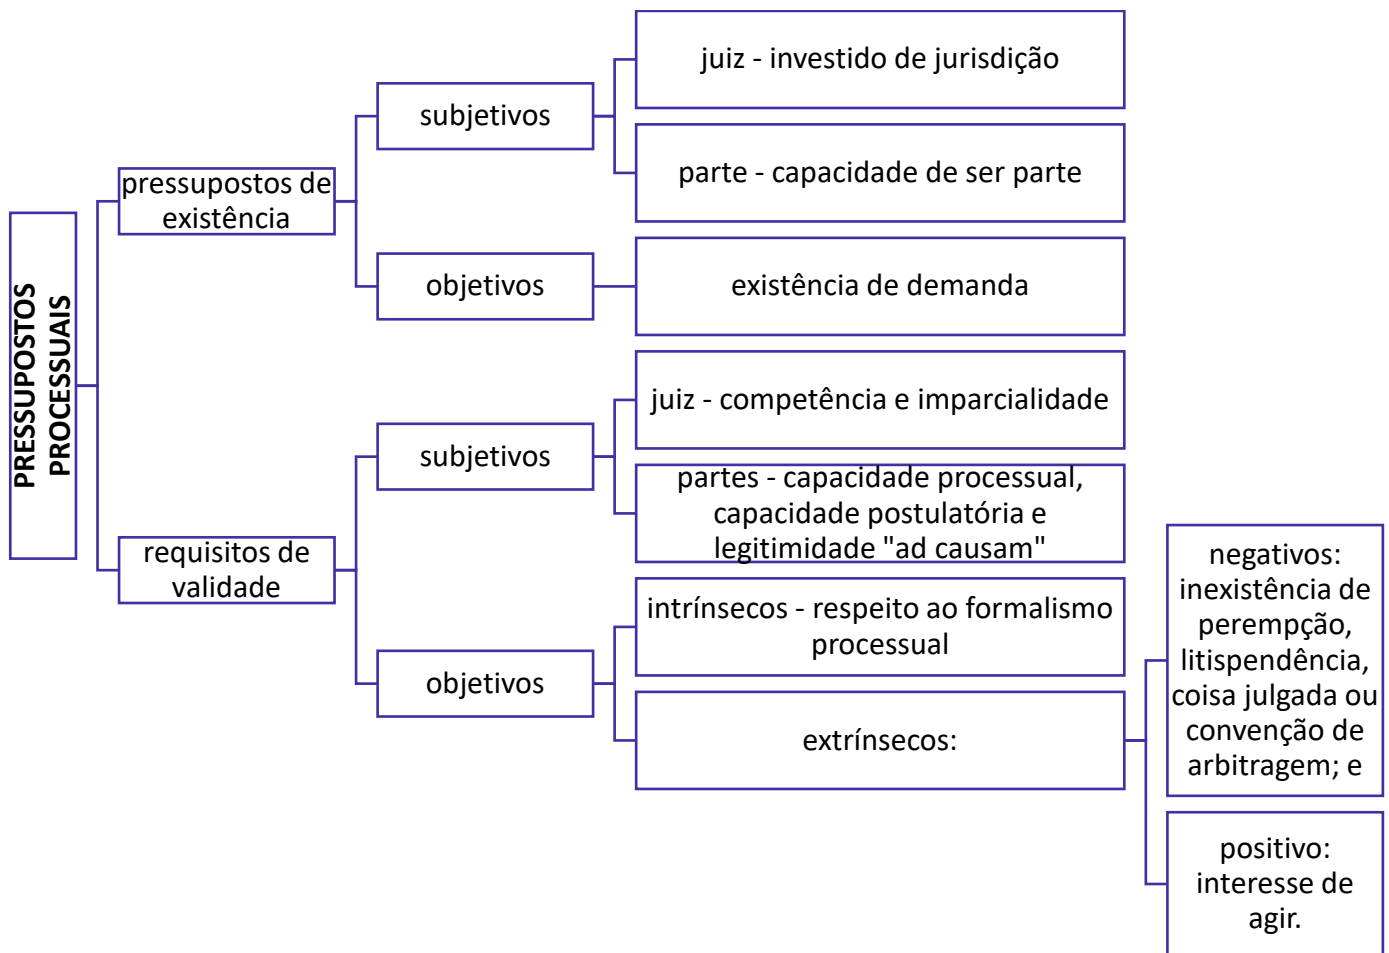 PRESSUPOSTOS
PROCESSUAIS
pressupostos de
existência
subjetivos
juiz - investido de jurisdição
parte - capacidade de ser parte
objetivos
existência de demanda
requisitos de
validade
subjetivos
juiz - competência e imparcialidade
partes - capacidade processual,
capacidade postulatória e
legitimidade "ad causam"
objetivos
intrínsecos - respeito ao formalismo
processual
extrínsecos:
negativos:
inexistência de
perempção,
litispendência,
coisa julgada ou
convenção de
arbitragem; e
positivo:
interesse de
agir.